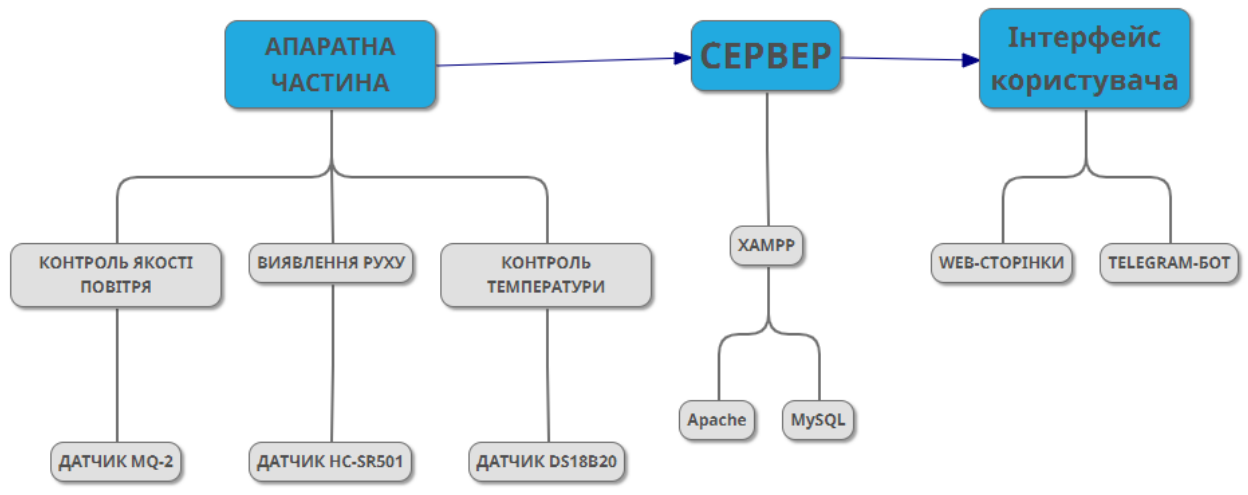 АПАРАТНА
ЧАСТИНА
СЕРВЕР
Інтерфейс
користувача
КОНТРОЛЬ ЯКОСТІ
ПОВІТРЯ
ВИЯВЛЕННЯ РУХУ
КОНТРОЛЬ
ТЕМПЕРАТУРИ
XAMPP
WEB-СТОРІНКИ
TELEGRAM-БОТ
ДАТЧИК MQ-2
ДАТЧИК HC-SR501
ДАТЧИК DS18B20
Apache
MySQL